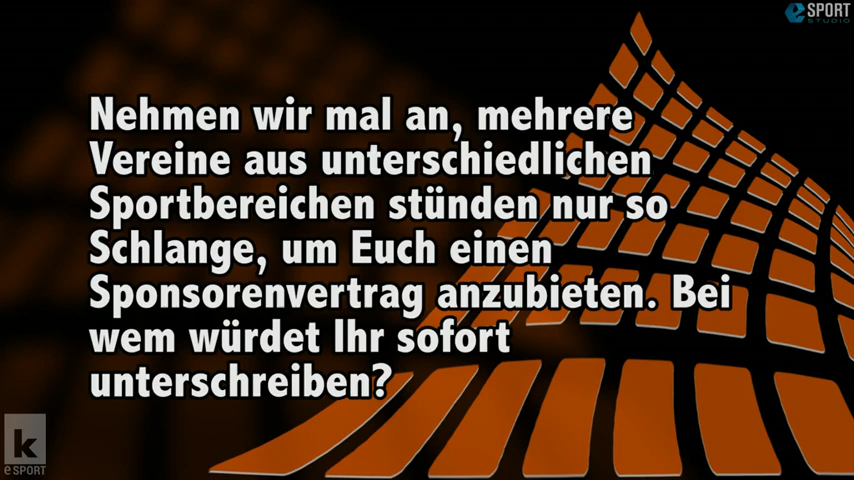 eSPORT
STUDIO
Nehmen wir mal an, mehrere
Vereine aus unterschiedlichen
Sportbereichen stünden nur so
Schlange, um Euch einen
Sponsorenvertrag anzubieten. Bei
wem würdet Ihr sofort
unterschreiben?
k
eSPORT